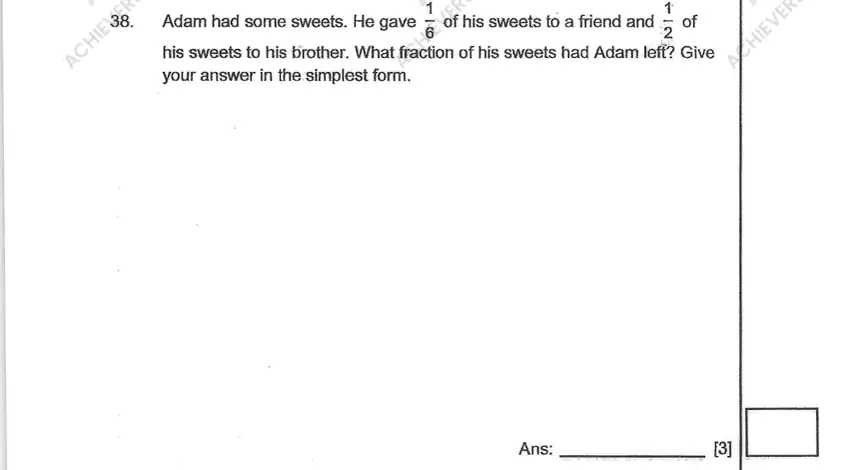 38. Adam had some sweets. He gave 1/6 of his sweets to a friend and 1/2 of
his sweets to his brother. What fraction of his sweets had Adam left? Give
your answer in the simplest form.
Ans: ____________ [3]